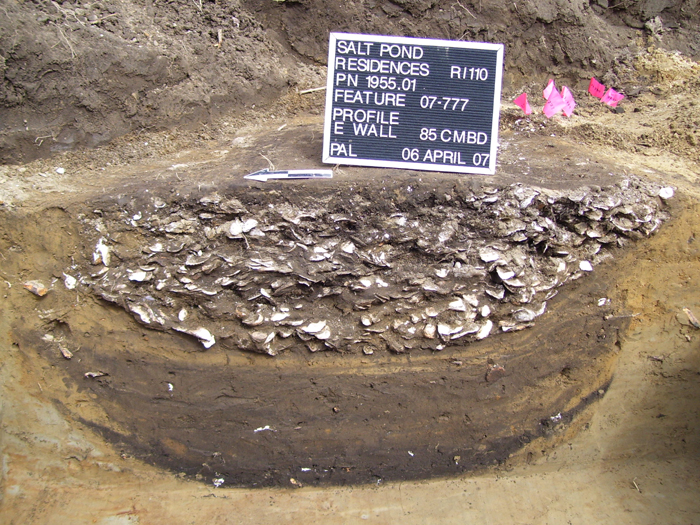 SALT POND
RESIDENCES RI110
PN 1955.01
FEATURE 07-777
PROFILE
E WALL 85 CMBD
PAL 06 APRIL 07